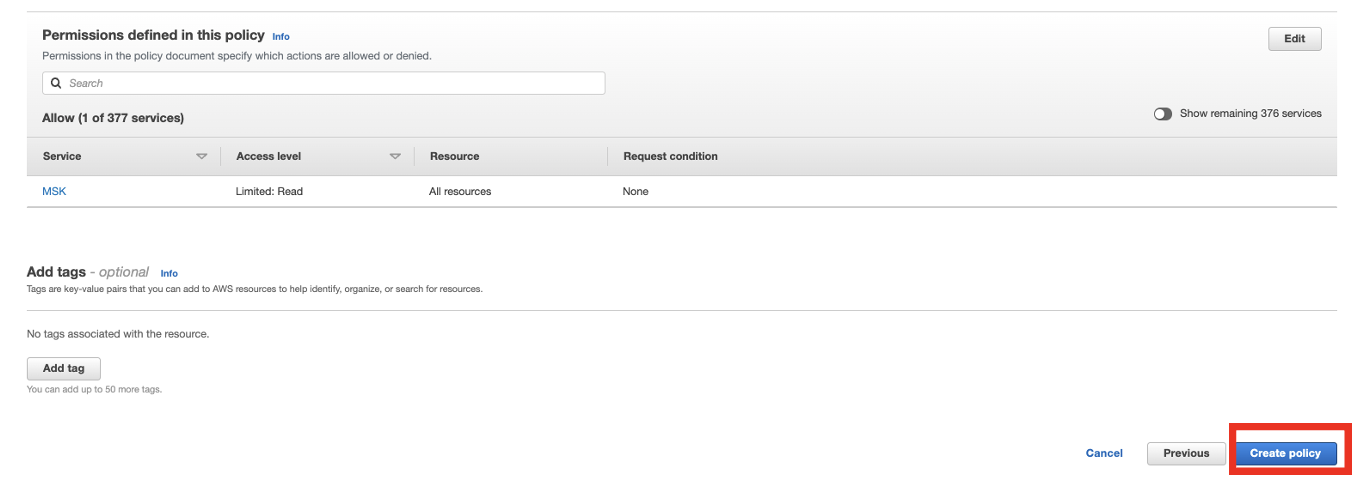 Permissions defined in this policy Info
Edit
Permissions in the policy document specify which actions are allowed or denied.
Search
Allow (1 of 377 services)
Show remaining 376 services
Service Access level Resource Request condition
MSK Limited: Read All resources None
Add tags - optional Info
Tags are key-value pairs that you can add to AWS resources to help identify, organize, or search for resources.
No tags associated with the resource.
Add tag
You can add up to 50 more tags.
Cancel Previous Create policy